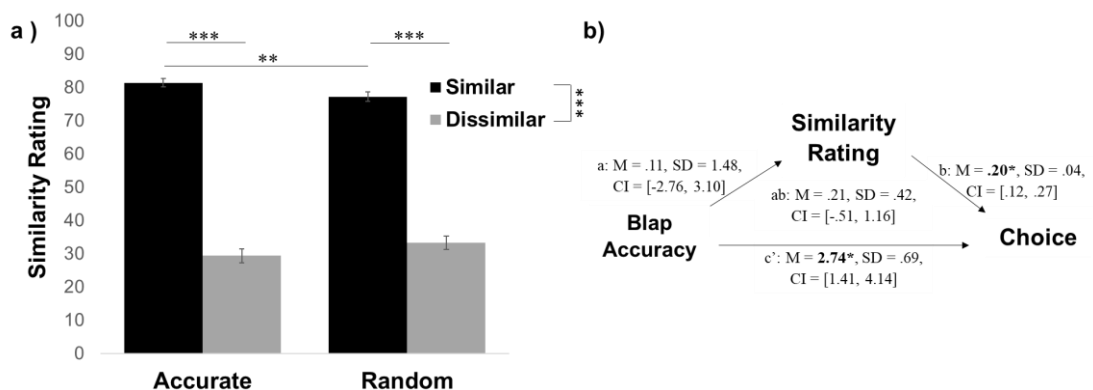 a )
Similarity Rating
100
90
80
70
60
50
40
30
20
10
0
***
**
***
Similar
Dissimilar
***
Accurate
Random
b)
Similarity
Rating
a: M = .11, SD = 1.48,
CI = [-2.76, 3.10]
b: M = .20*, SD = .04,
CI = [.12, .27]
ab: M = .21, SD = .42,
CI = [-.51, 1.16]
Blap
Accuracy
Choice
c’: M = 2.74*, SD = .69,
CI = [1.41, 4.14]